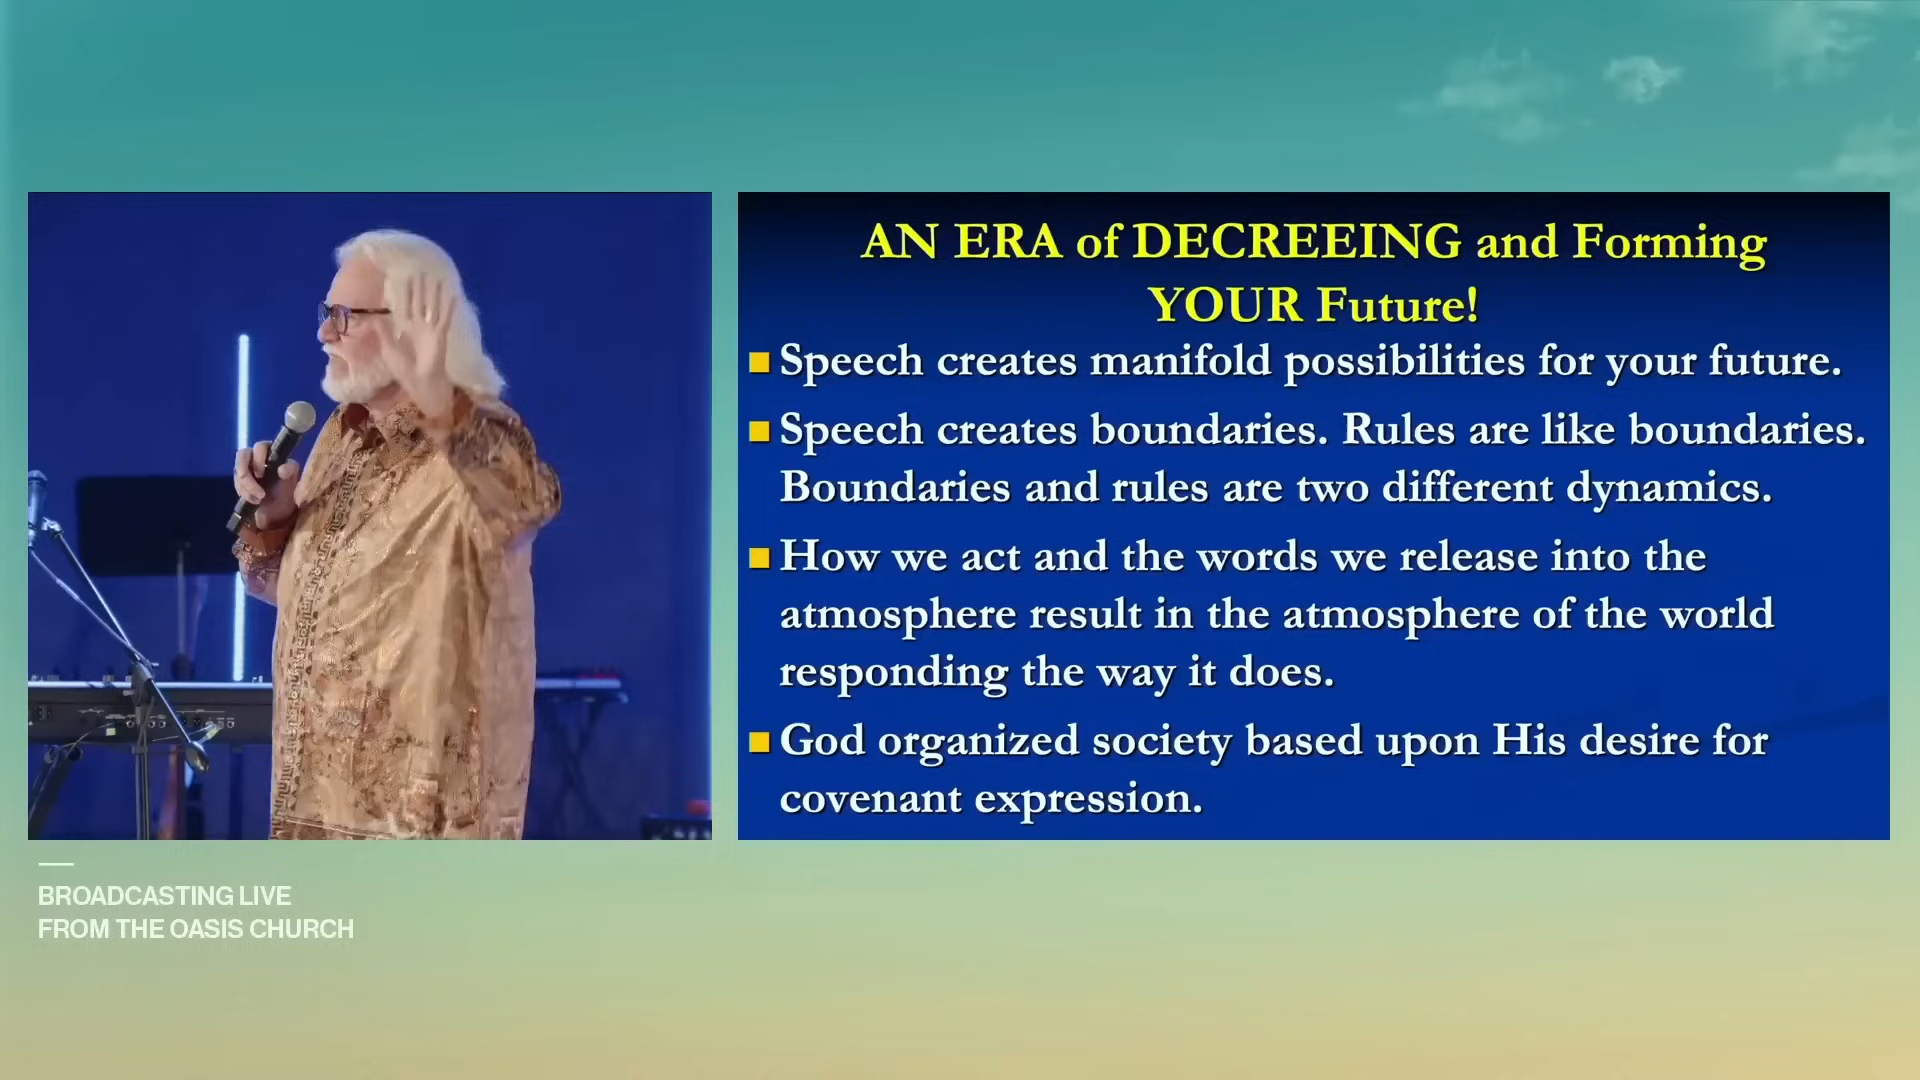 AN ERA of DECREEING and Forming
YOUR Future!
Speech creates manifold possibilities for your future.
Speech creates boundaries. Rules are like boundaries.
Boundaries and rules are two different dynamics.
How we act and the words we release into the
atmosphere result in the atmosphere of the world
responding the way it does.
God organized society based upon His desire for
covenant expression.
BROADCASTING LIVE
FROM THE OASIS CHURCH